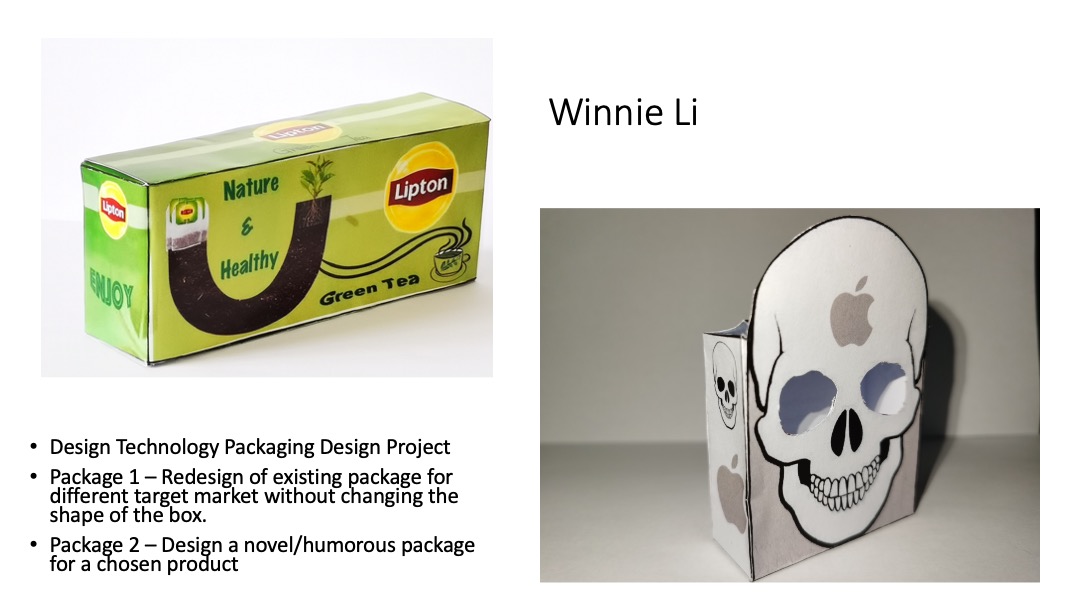 Winnie Li
Lipton
Lipton
Lipton
ENJOY
Nature
&
Healthy
Green Tea
• Design Technology Packaging Design Project
• Package 1 – Redesign of existing package for
different target market without changing the
shape of the box.
• Package 2 – Design a novel/humorous package
for a chosen product